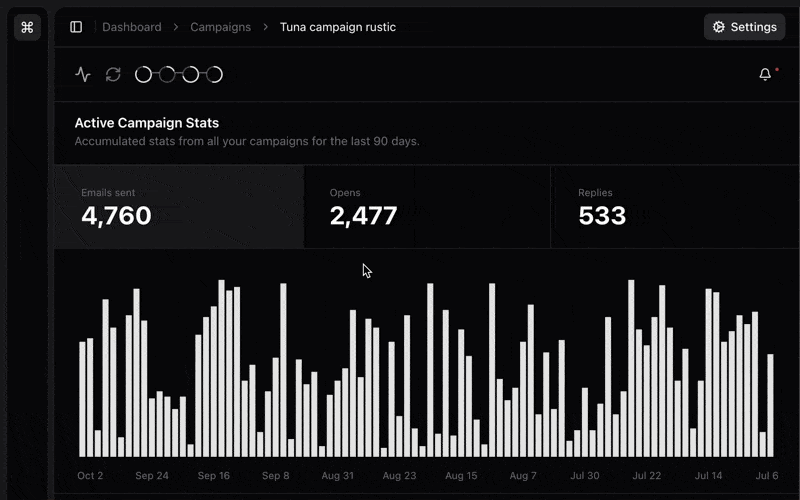 ⌘
Dashboard > Campaigns > Tuna campaign rustic Settings
Active Campaign Stats
Accumulated stats from all your campaigns for the last 90 days.
Emails sent Opens Replies
4,760 2,477 533
Oct 2 Sep 24 Sep 16 Sep 8 Aug 31 Aug 23 Aug 15 Aug 7 Jul 30 Jul 22 Jul 14 Jul 6